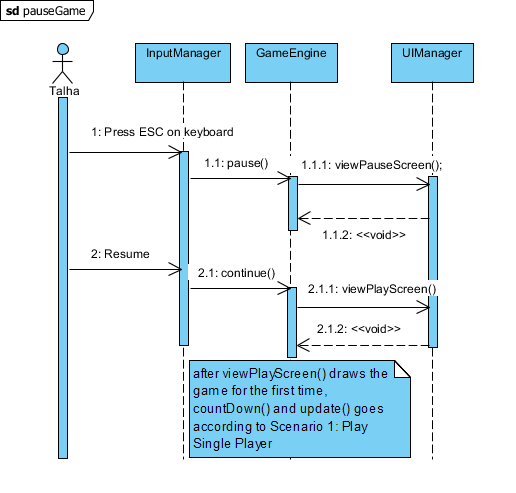 sd pauseGame
InputManager
GameEngine
UIManager
Talha
1: Press ESC on keyboard
1.1: pause()
1.1.1: viewPauseScreen();
1.1.2: <<void>>
2: Resume
2.1: continue()
2.1.1: viewPlayScreen()
2.1.2: <<void>>
after viewPlayScreen() draws the
game for the first time,
countDown() and update() goes
according to Scenario 1: Play
Single Player